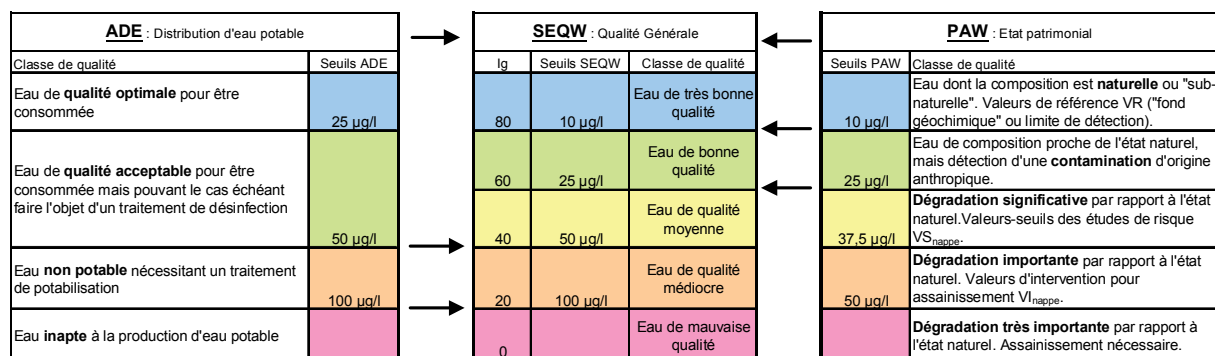 ADE : Distribution d'eau potable
Classe de qualité
Seuils ADE
Eau de qualité optimale pour être
consommée
25 µg/l
Eau de qualité acceptable pour être
consommée mais pouvant le cas échéant
faire l'objet d'un traitement de désinfection
50 µg/l
Eau non potable nécessitant un traitement
de potabilisation
100 µg/l
Eau inapte à la production d'eau potable
SEQW : Qualité Générale
Ig
Seuils SEQW
Classe de qualité
80
10 µg/l
Eau de très bonne
qualité
60
25 µg/l
Eau de bonne
qualité
40
50 µg/l
Eau de qualité
moyenne
20
100 µg/l
Eau de qualité
médiocre
0
Eau de mauvaise
qualité
PAW : Etat patrimonial
Seuils PAW
Classe de qualité
10 µg/l
Eau dont la composition est naturelle ou "sub-
naturelle". Valeurs de référence VR ("fond
géochimique" ou limite de détection).
25 µg/l
Eau de composition proche de l'état naturel,
mais détection d'une contamination d'origine
anthropique.
37,5 µg/l
Dégradation significative par rapport à l'état
naturel.Valeurs-seuils des études de risque
VSnappe.
50 µg/l
Dégradation importante par rapport à l'état
naturel. Valeurs d'intervention pour
assainissement VInappe.
Dégradation très importante par rapport à
l'état naturel. Assainissement nécessaire.